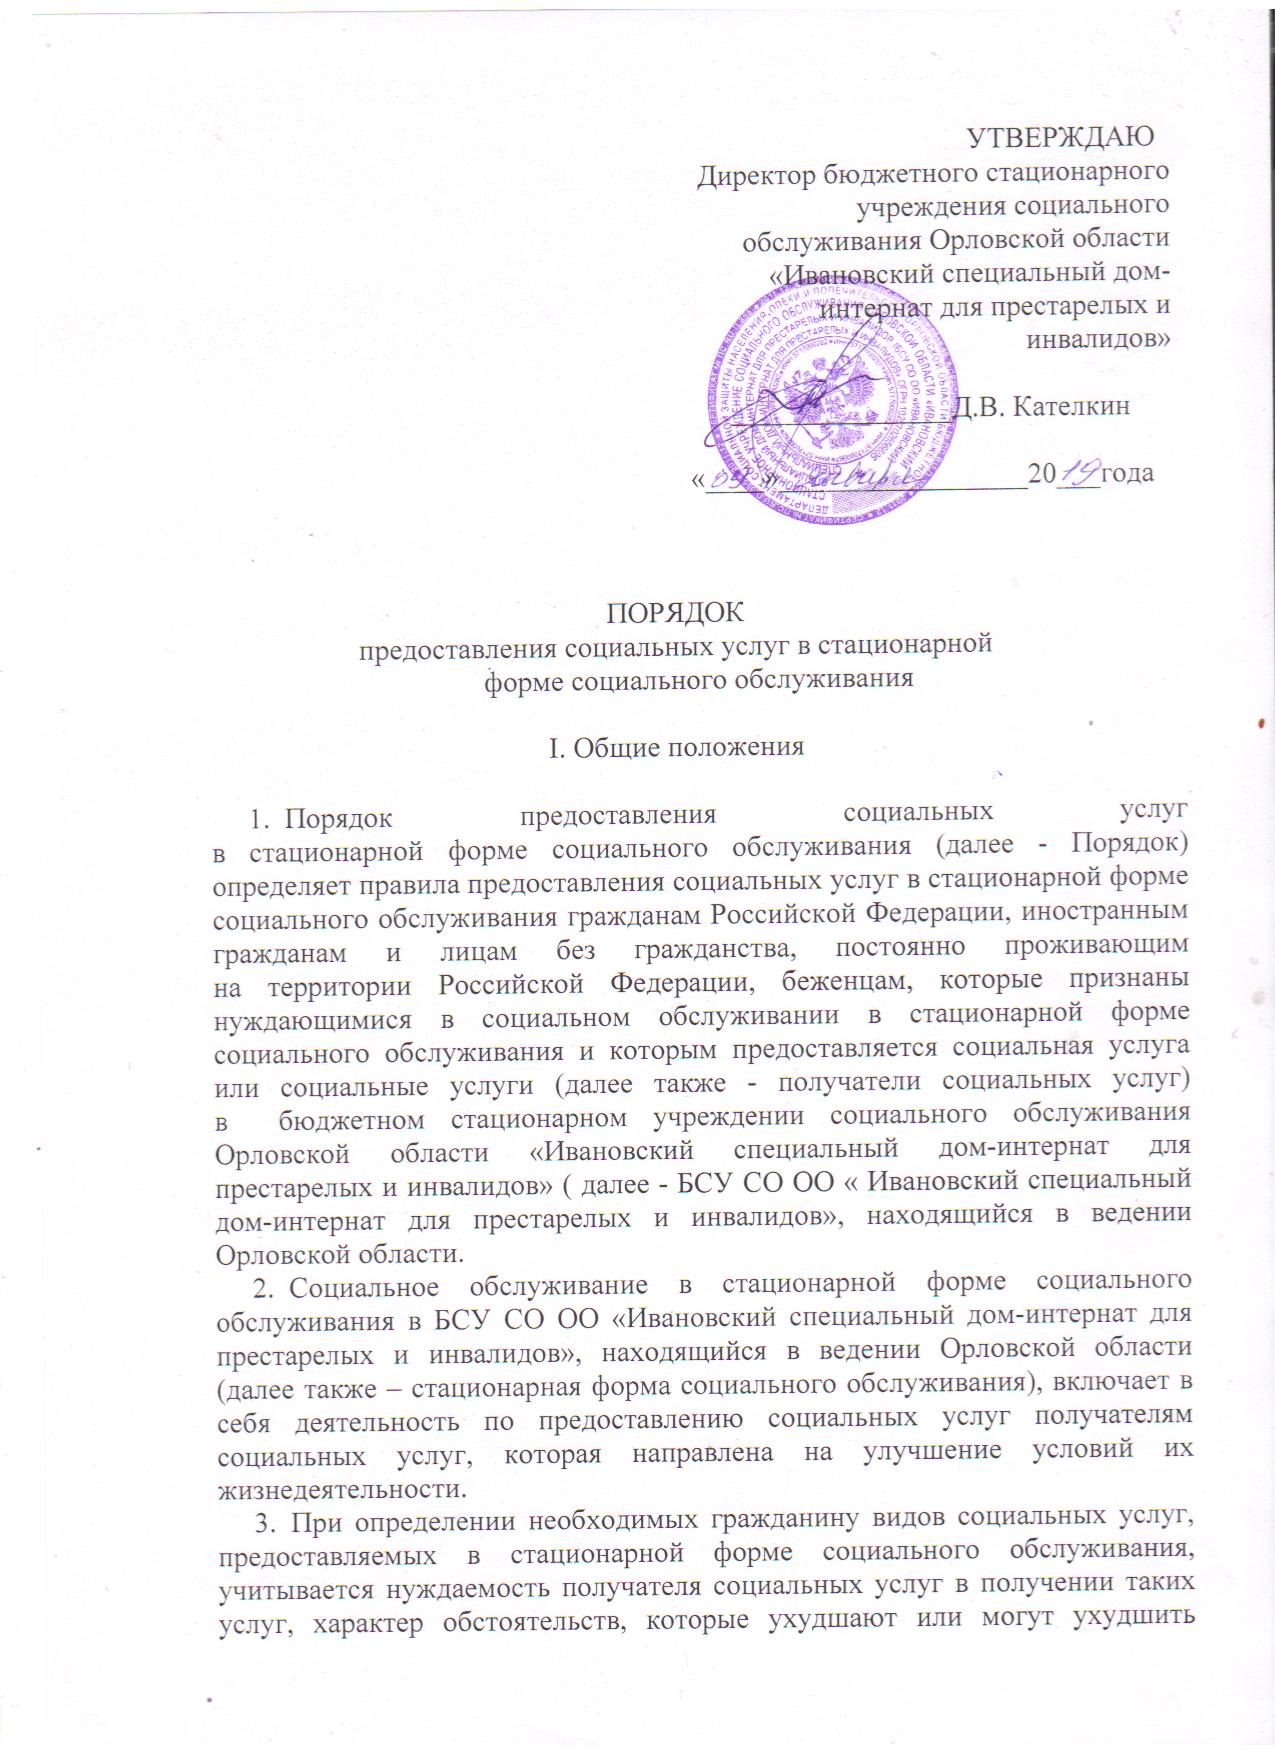 УТВЕРЖДАЮ
Директор бюджетного стационарного
учреждения социального
обслуживания Орловской области
«Ивановский специальный дом-
интернат для престарелых и
инвалидов»
Д.В. Кателкин
«09» января 2019 года
ПОРЯДОК
предоставления социальных услуг в стационарной
форме социального обслуживания
I. Общие положения
1. Порядок предоставления социальных услуг
в стационарной форме социального обслуживания (далее - Порядок)
определяет правила предоставления социальных услуг в стационарной форме
социального обслуживания гражданам Российской Федерации, иностранным
гражданам и лицам без гражданства, постоянно проживающим
на территории Российской Федерации, беженцам, которые признаны
нуждающимися в социальном обслуживании в стационарной форме
социального обслуживания и которым предоставляется социальная услуга
или социальные услуги (далее также - получатели социальных услуг)
в бюджетном стационарном учреждении социального обслуживания
Орловской области «Ивановский специальный дом-интернат для
престарелых и инвалидов» ( далее - БСУ СО ОО « Ивановский специальный
дом-интернат для престарелых и инвалидов», находящийся в ведении
Орловской области.
2. Социальное обслуживание в стационарной форме социального
обслуживания в БСУ СО ОО «Ивановский специальный дом-интернат для
престарелых и инвалидов», находящийся в ведении Орловской области
(далее также – стационарная форма социального обслуживания), включает в
себя деятельность по предоставлению социальных услуг получателям
социальных услуг, которая направлена на улучшение условий их
жизнедеятельности.
3. При определении необходимых гражданину видов социальных услуг,
предоставляемых в стационарной форме социального обслуживания,
учитывается нуждаемость получателя социальных услуг в получении таких
услуг, характер обстоятельств, которые ухудшают или могут ухудшить